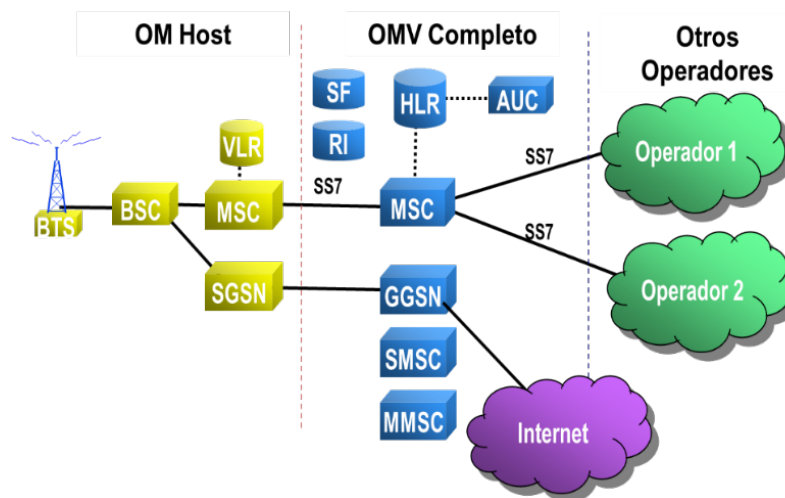 OM Host
OMV Completo
Otros
Operadores
SF
HLR
AUC
RI
VLR
Operador 1
SS7
SS7
BTS
BSC
MSC
MSC
SS7
SGSN
GGSN
Operador 2
SMSC
MMSC
Internet